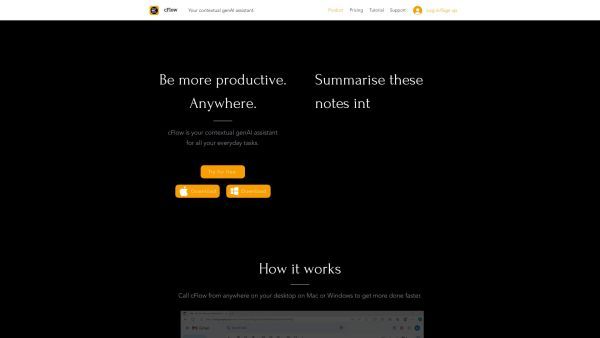 cFlow
Your contextual genAI assistant
Product
Pricing
Tutorial
Support
Log in/Sign up
Be more productive.
Anywhere.
cFlow is your contextual genAI assistant
for all your everyday tasks.
Try for free
Download
Download
Summarise these
notes int
How it works
Call cFlow from anywhere on your desktop on Mac or Windows to get more done faster.
Gmail